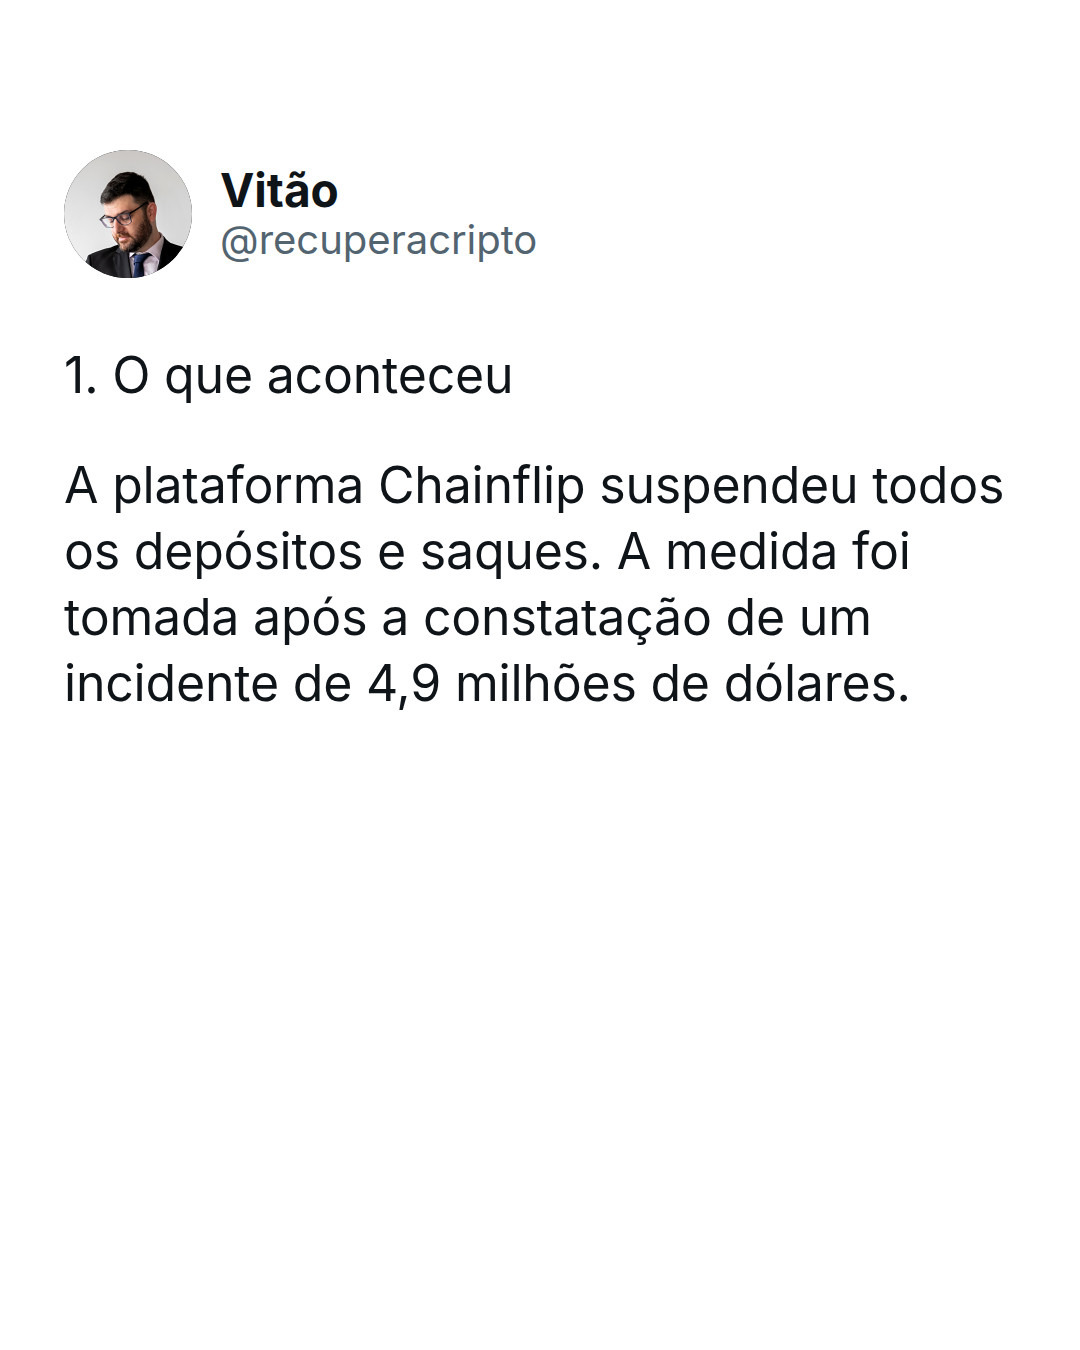 Vitão
@recuperacripto
1. O que aconteceu
A plataforma Chainflip suspendeu todos
os depósitos e saques. A medida foi
tomada após a constatação de um
incidente de 4,9 milhões de dólares.